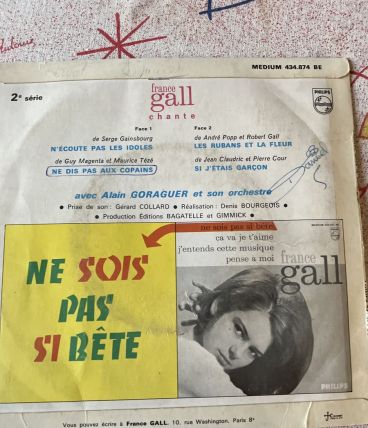 MEDIUM 434.874 BE
2e série
france
gall
chante
PHILIPS
Face 1
de Serge Gainsbourg
N'ÉCOUTE PAS LES IDOLES
de Guy Magenta et Maurice Tézé
NE DIS PAS AUX COPAINS
Face 2
de André Popp et Robert Gall
LES RUBANS ET LA FLEUR
de Jean Claudric et Pierre Cour
SI J'ÉTAIS GARÇON
avec Alain GORAGUER et son orchestre
• Prise de son : Gérard COLLARD • Réalisation : Denis BOURGEOIS •
• Production Éditions BAGATELLE et GIMMICK •
NE SOIS
PAS
SI BÊTE
ne sois pas si bête
ca va je t'aime
j'entends cette musique
pense a moi
france
gall
PHILIPS
Vous pouvez écrire à France GALL, 10, rue Washington, Paris 8e